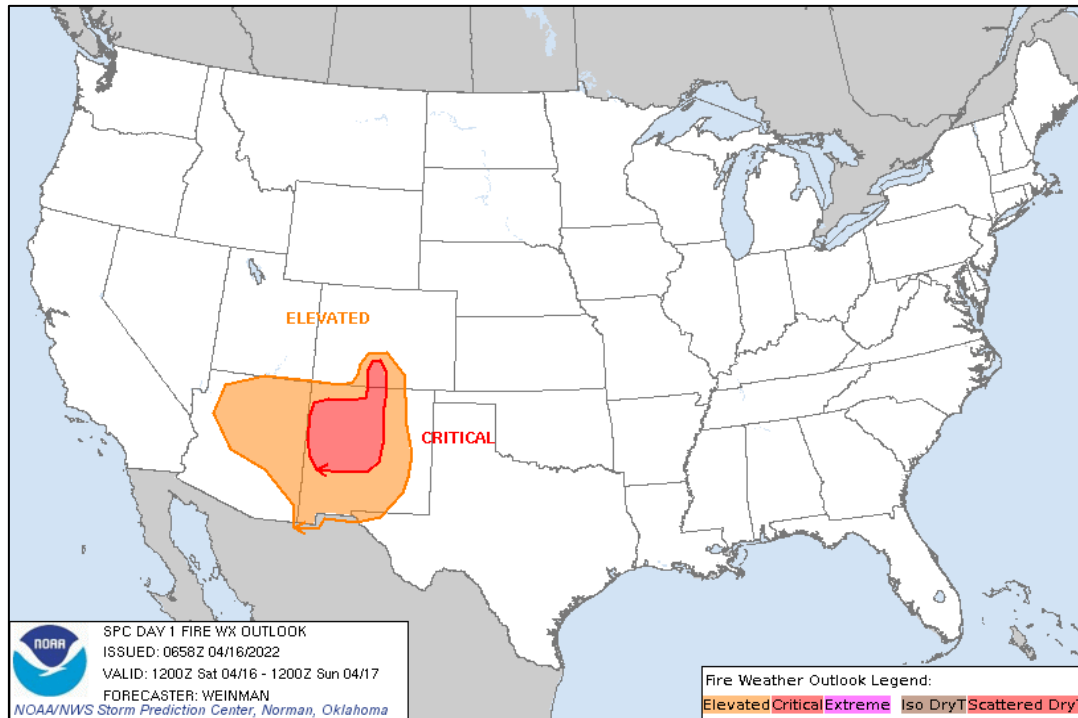 ELEVATED
CRITICAL
NOAA
SPC DAY 1 FIRE WX OUTLOOK
ISSUED: 0658Z 04/16/2022
VALID: 1200Z Sat 04/16 - 1200Z Sun 04/17
FORECASTER: WEINMAN
NOAA/NWS Storm Prediction Center, Norman, Oklahoma
Fire Weather Outlook Legend:
Elevated Critical Extreme Iso DryT Scattered DryT